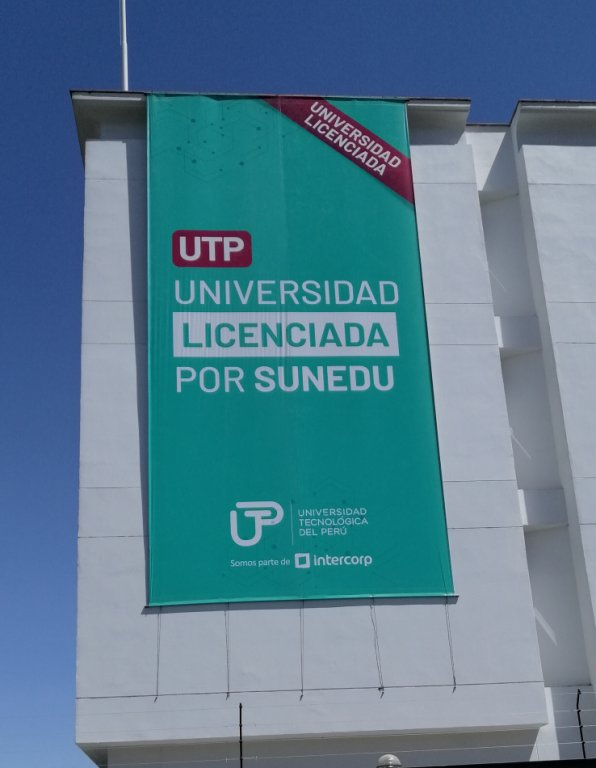 UNIVERSIDAD
LICENCIADA
UTP
UNIVERSIDAD
LICENCIADA
POR SUNEDU
UTP
UNIVERSIDAD
TECNOLÓGICA
DEL PERÚ
Somos parte de intercorp